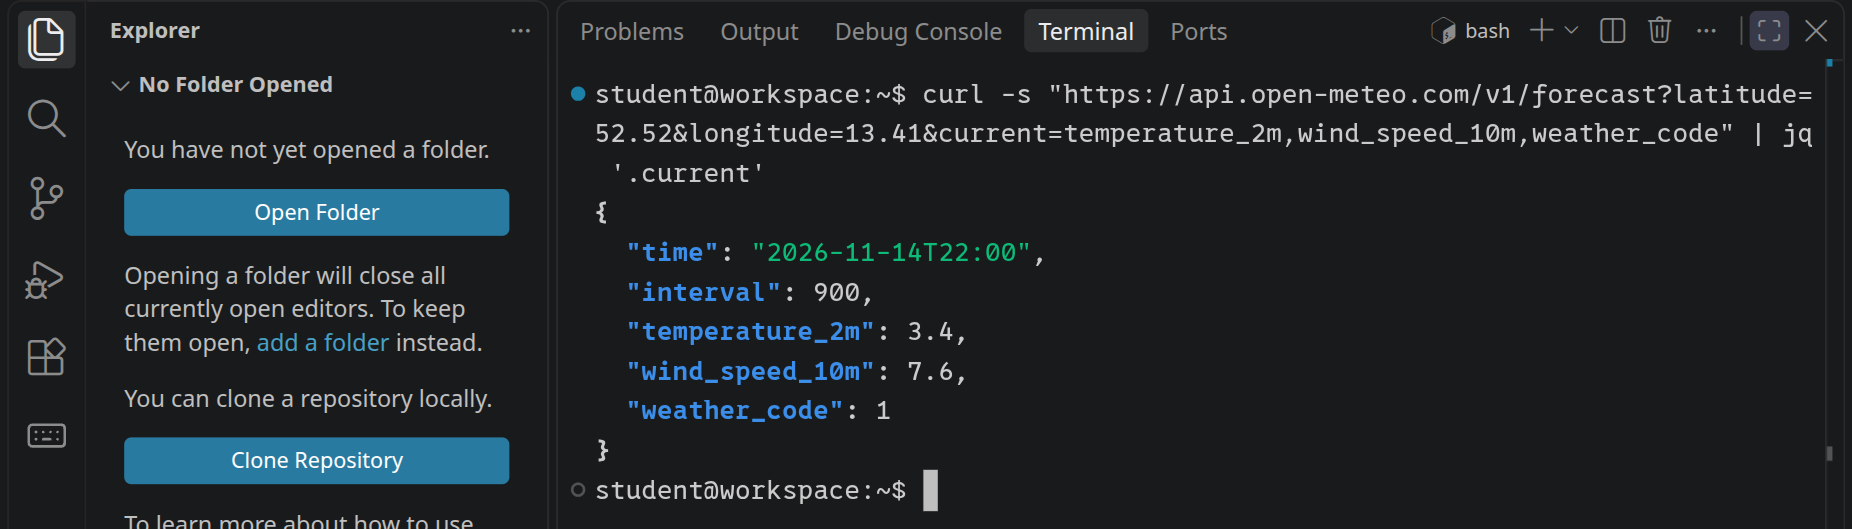 Explorer
No Folder Opened
You have not yet opened a folder.
Open Folder
Opening a folder will close all
currently open editors. To keep
them open, add a folder instead.
You can clone a repository locally.
Clone Repository
To learn more about how to use
Problems Output Debug Console Terminal Ports
bash
student@workspace:~$ curl -s "https://api.open-meteo.com/v1/forecast?latitude=
52.52&longitude=13.41&current=temperature_2m,wind_speed_10m,weather_code" | jq
'.current'
{
"time": "2026-11-14T22:00",
"interval": 900,
"temperature_2m": 3.4,
"wind_speed_10m": 7.6,
"weather_code": 1
}
student@workspace:~$